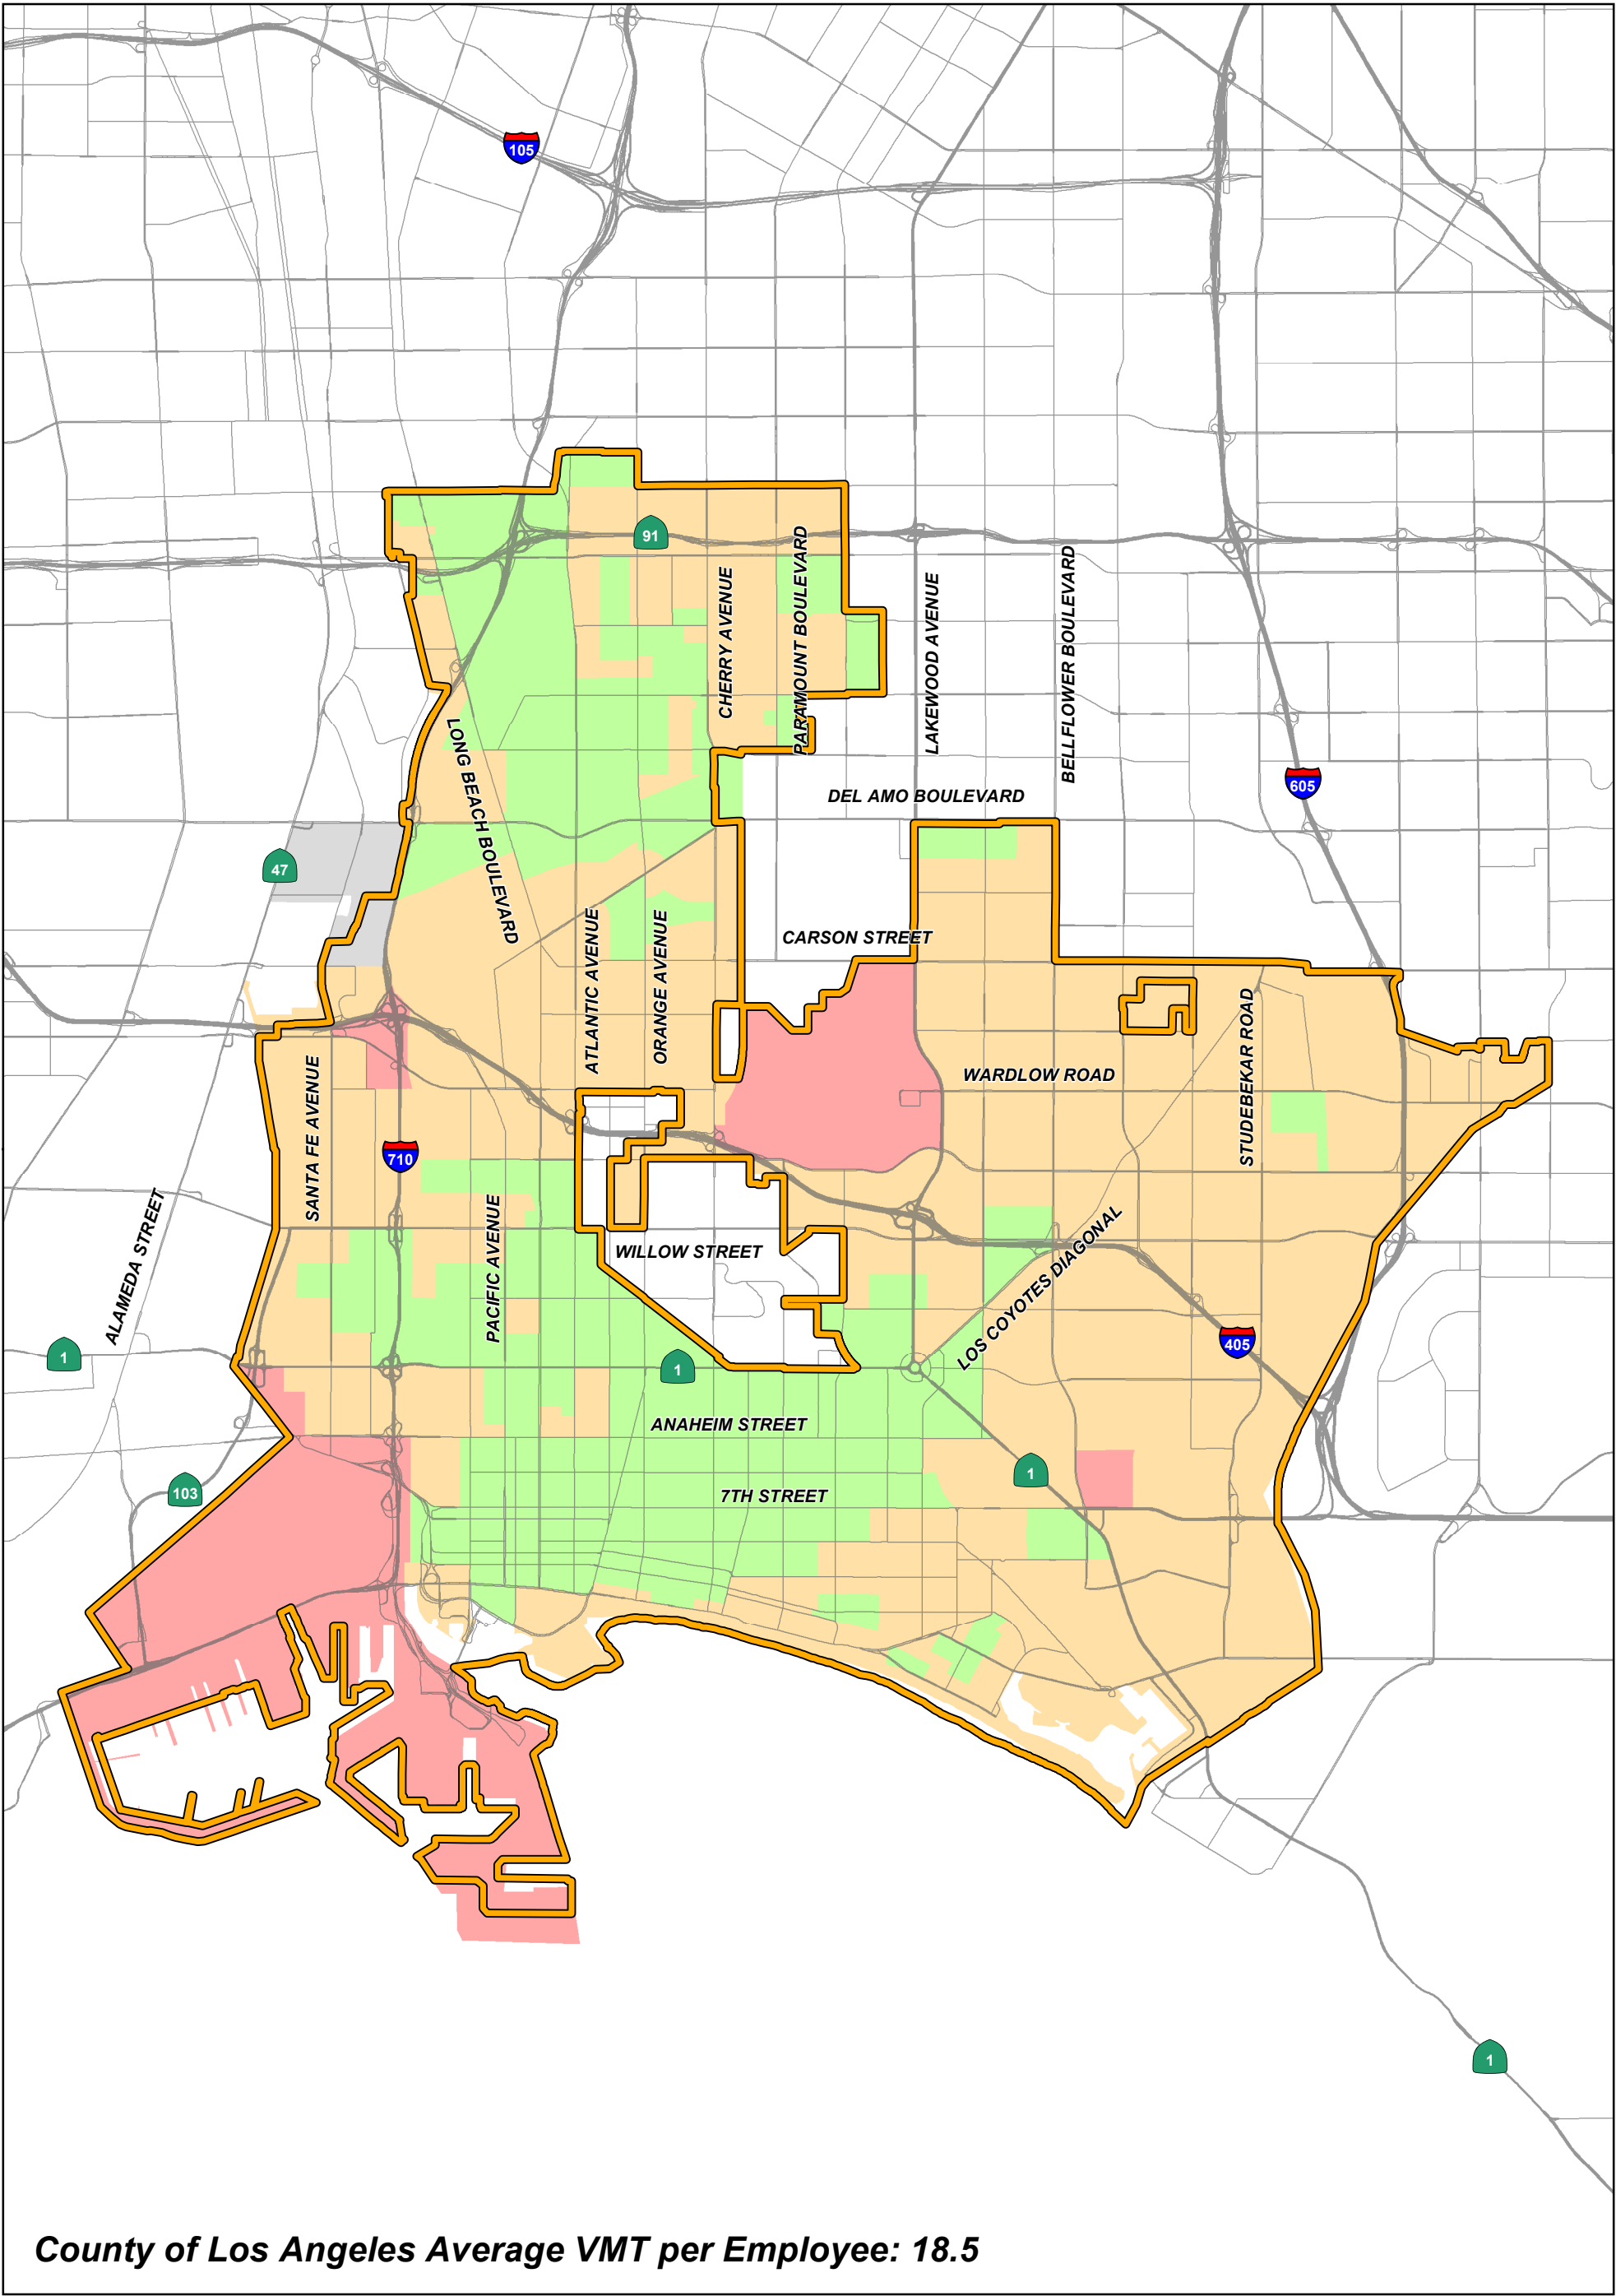 105
91
CHERRY AVENUE
PARAMOUNT BOULEVARD
LAKEWOOD AVENUE
BELLFLOWER BOULEVARD
LONG BEACH BOULEVARD
605
DEL AMO BOULEVARD
47
CARSON STREET
ATLANTIC AVENUE
ORANGE AVENUE
STUDEBEKAR ROAD
WARDLOW ROAD
SANTA FE AVENUE
710
ALAMEDA STREET
PACIFIC AVENUE
WILLOW STREET
LOS COYOTES DIAGONAL
405
1
1
ANAHEIM STREET
1
103
7TH STREET
1
County of Los Angeles Average VMT per Employee: 18.5